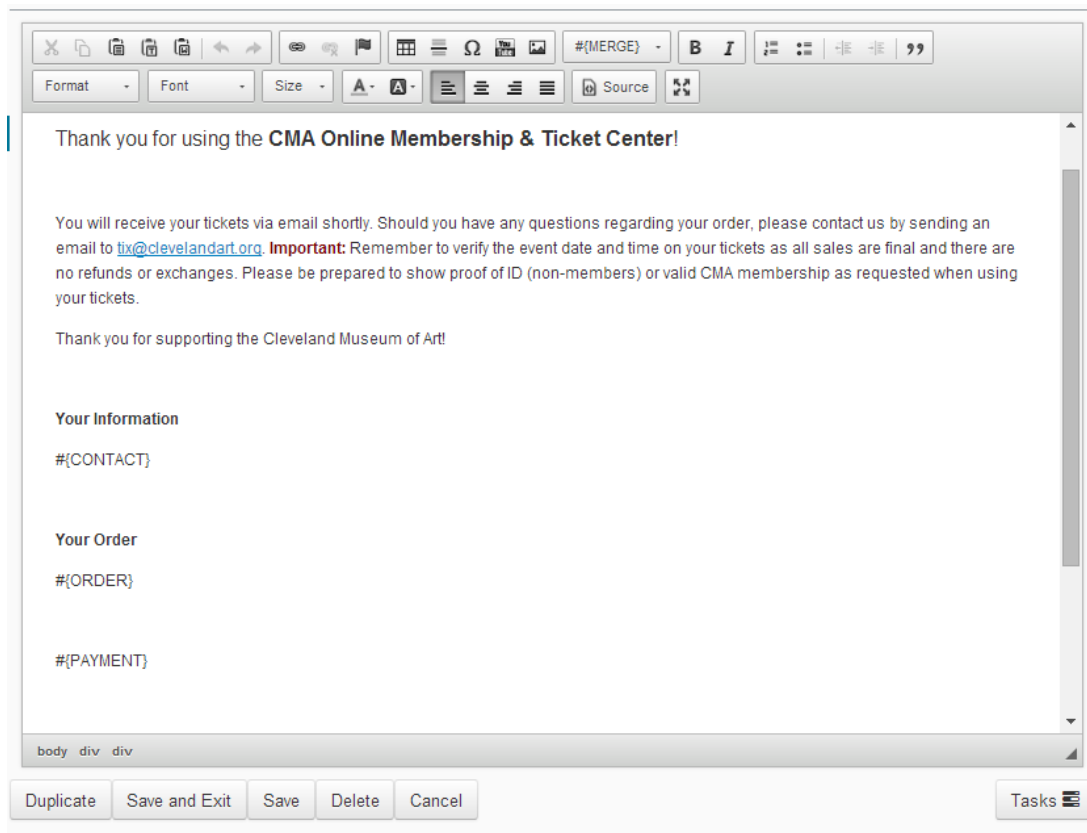 #{MERGE}
B I
Format Font Size A A Source
Thank you for using the CMA Online Membership & Ticket Center!
You will receive your tickets via email shortly. Should you have any questions regarding your order, please contact us by sending an
email to tix@clevelandart.org. Important: Remember to verify the event date and time on your tickets as all sales are final and there are
no refunds or exchanges. Please be prepared to show proof of ID (non-members) or valid CMA membership as requested when using
your tickets.
Thank you for supporting the Cleveland Museum of Art!
Your Information
#{CONTACT}
Your Order
#{ORDER}
#{PAYMENT}
body div div
Duplicate Save and Exit Save Delete Cancel Tasks